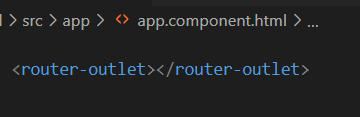 src > app > <> app.component.html > ...
<router-outlet></router-outlet>